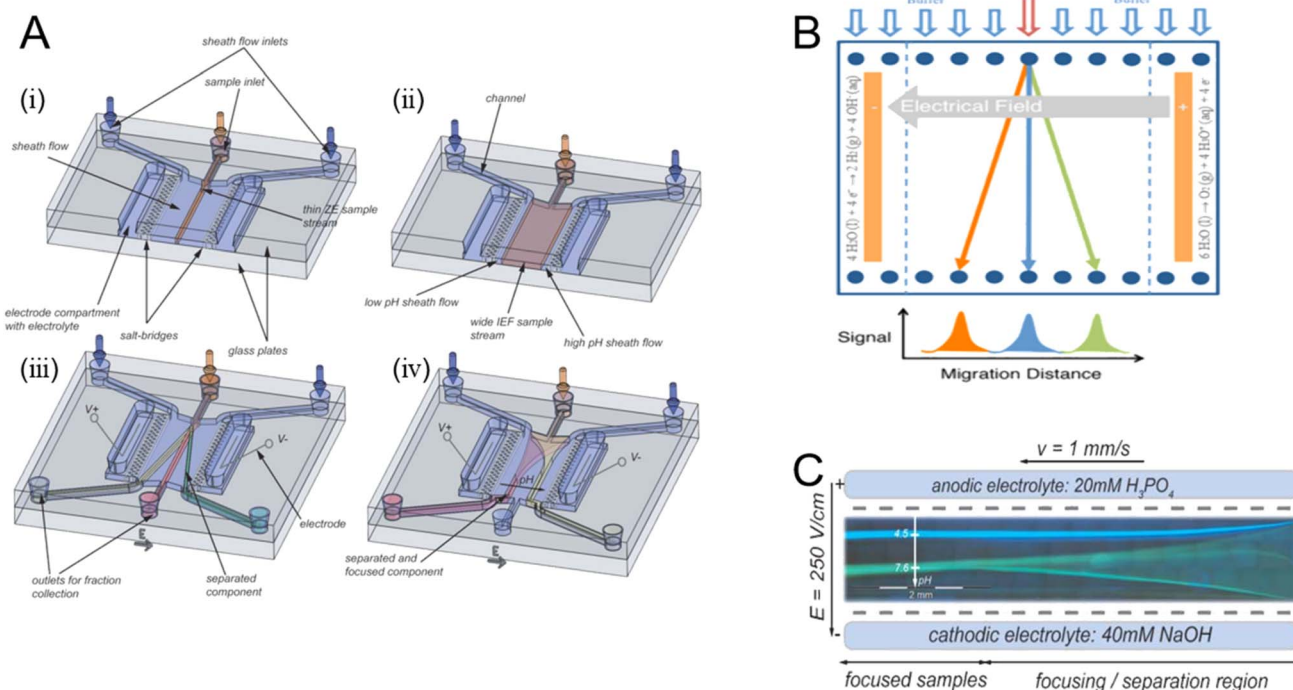 A
(i)
sheath flow inlets
sample inlet
sheath flow
thin ZE sample
stream
electrode compartment
with electrolyte
salt-bridges
glass plates
(ii)
channel
low pH sheath flow
wide IEF sample
stream
high pH sheath flow
(iii)
V+
V-
electrode
outlets for fraction
collection
E
separated
component
(iv)
V+
V-
pH
separated and
focused component
E
B
Buffer
Buffer
-
Electrical Field
+
4 H₂O (l) + 4 e⁻ → 2 H₂ (g) + 4 OH⁻ (aq)
6 H₂O (l) → O₂ (g) + 4 H₃O⁺ (aq) + 4 e⁻
Signal
Migration Distance
C
v = 1 mm/s
+
anodic electrolyte: 20mM H₃PO₄
E = 250 V/cm
4.5
7.6
pH
2 mm
-
cathodic electrolyte: 40mM NaOH
focused samples
focusing / separation region